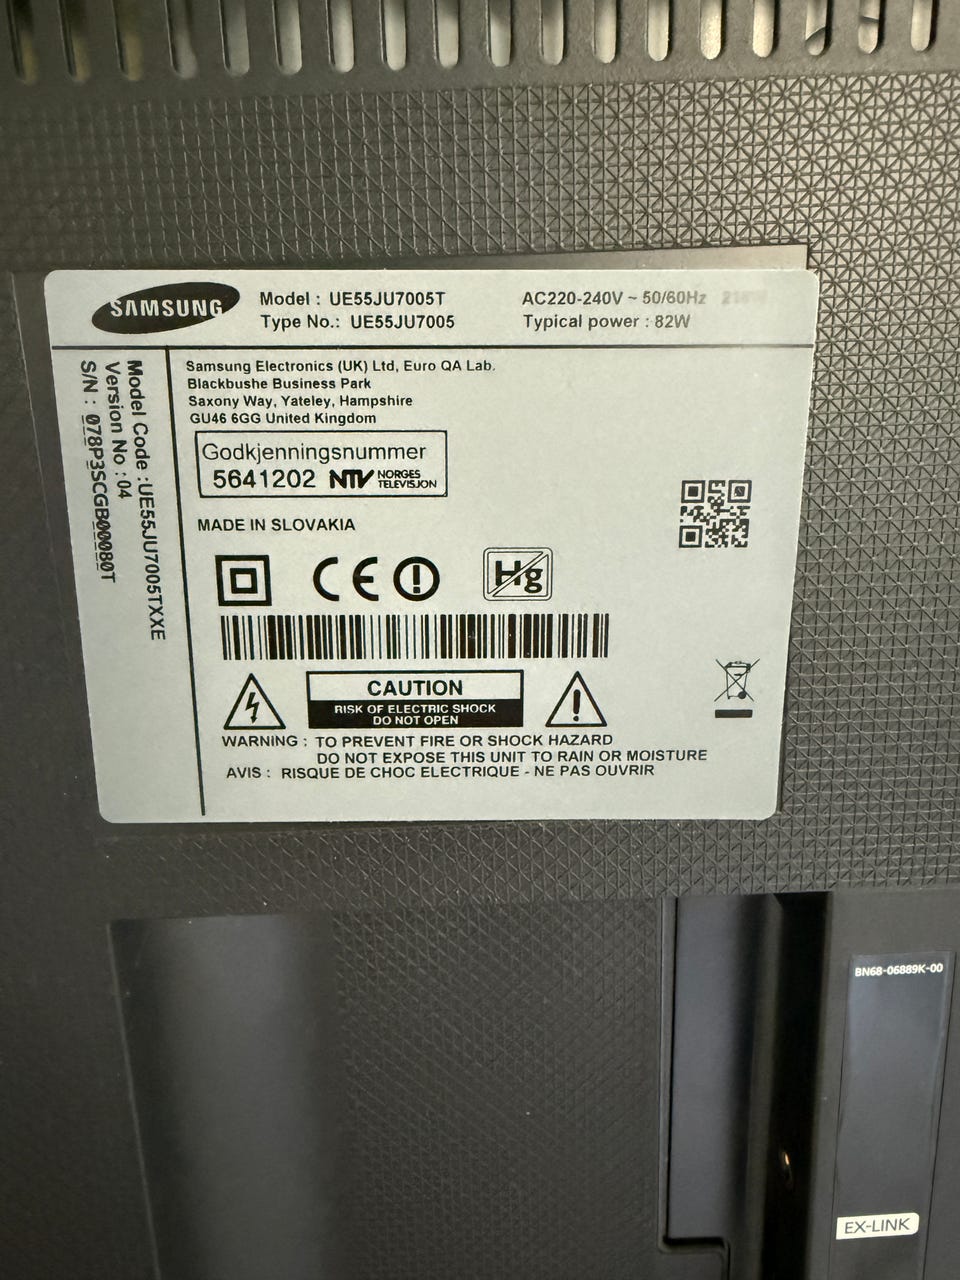 SAMSUNG
Model : UE55JU7005T
Type No.: UE55JU7005
AC220-240V ~ 50/60Hz
Typical power : 82W
Model Code :UE55JU7005TXXE
Version No :04
S/N : 078P3SCGB00080T
Samsung Electronics (UK) Ltd, Euro QA Lab.
Blackbushe Business Park
Saxony Way, Yateley, Hampshire
GU46 6GG United Kingdom
Godkjenningsnummer
5641202 NTV NORGES TELEVISJON
MADE IN SLOVAKIA
CE
Hg
CAUTION
RISK OF ELECTRIC SHOCK
DO NOT OPEN
WARNING : TO PREVENT FIRE OR SHOCK HAZARD
DO NOT EXPOSE THIS UNIT TO RAIN OR MOISTURE
AVIS : RISQUE DE CHOC ELECTRIQUE - NE PAS OUVRIR
BN68-06889K-00
EX-LINK